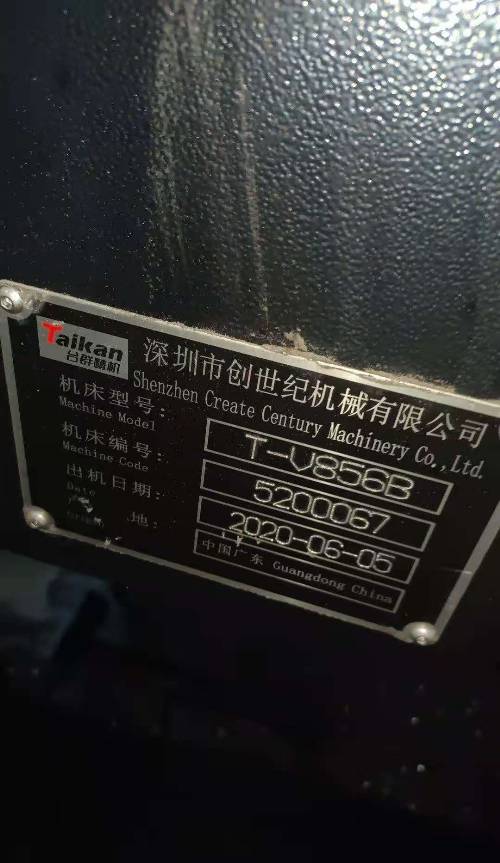 Taikan
台群精机
深圳市创世纪机械有限公司
Shenzhen Create Century Machinery Co.,Ltd.
机床型号: T-V856B
Machine Model
机床编号: 5200067
Machine Code
出机日期: 2020-06-05
Date
地: 中国广东 Guangdong China